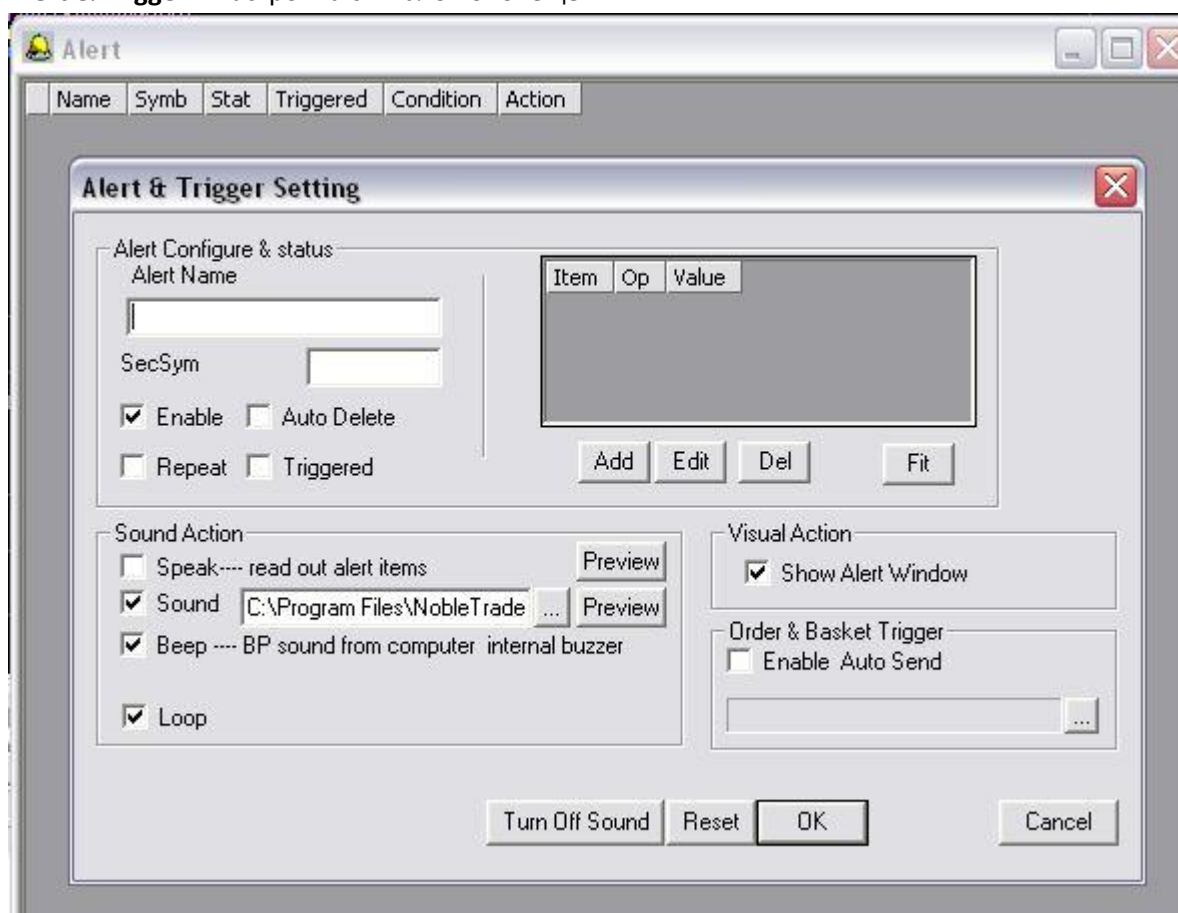 Alert
Name Symb Stat Triggered Condition Action
Alert & Trigger Setting
Alert Configure & status
Alert Name
SecSym
Enable Auto Delete
Repeat Triggered
Item Op Value
Add Edit Del Fit
Sound Action
Speak---- read out alert items Preview
Sound C:\Program Files\NobleTrade ... Preview
Beep ---- BP sound from computer internal buzzer
Loop
Visual Action
Show Alert Window
Order & Basket Trigger
Enable Auto Send
...
Turn Off Sound Reset OK Cancel